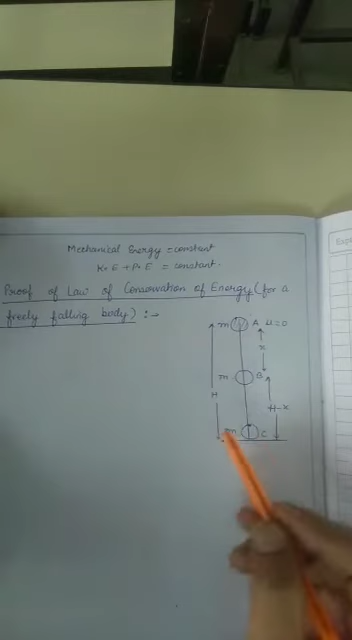 Mechanical Energy = constant
K.E + P.E = constant.
Proof of Law of Conservation of Energy (for a
freely falling body) :-
m A u=0
x
m B
H
H-x
m C